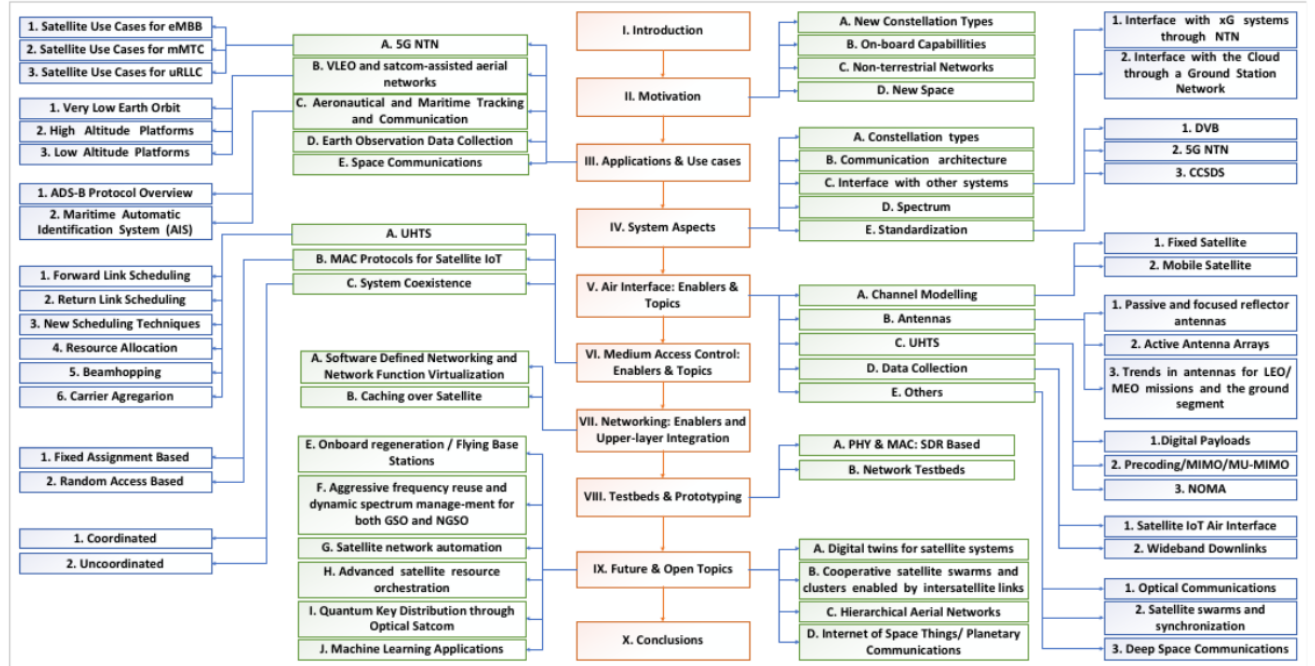 1. Satellite Use Cases for eMBB
2. Satellite Use Cases for mMTC
3. Satellite Use Cases for uRLLC
1. Very Low Earth Orbit
2. High Altitude Platforms
3. Low Altitude Platforms
1. ADS-B Protocol Overview
2. Maritime Automatic
Identification System (AIS)
1. Forward Link Scheduling
2. Return Link Scheduling
3. New Scheduling Techniques
4. Resource Allocation
5. Beamhopping
6. Carrier Agregarion
1. Fixed Assignment Based
2. Random Access Based
1. Coordinated
2. Uncoordinated
A. 5G NTN
B. VLEO and satcom-assisted aerial
networks
C. Aeronautical and Maritime Tracking
and Communication
D. Earth Observation Data Collection
E. Space Communications
A. UHTS
B. MAC Protocols for Satellite IoT
C. System Coexistence
A. Software Defined Networking and
Network Function Virtualization
B. Caching over Satellite
E. Onboard regeneration / Flying Base
Stations
F. Aggressive frequency reuse and
dynamic spectrum manage-ment for
both GSO and NGSO
G. Satellite network automation
H. Advanced satellite resource
orchestration
I. Quantum Key Distribution through
Optical Satcom
J. Machine Learning Applications
I. Introduction
II. Motivation
III. Applications & Use cases
IV. System Aspects
V. Air Interface: Enablers &
Topics
VI. Medium Access Control:
Enablers & Topics
VII. Networking: Enablers and
Upper-layer Integration
VIII. Testbeds & Prototyping
IX. Future & Open Topics
X. Conclusions
A. New Constellation Types
B. On-board Capabillities
C. Non-terrestrial Networks
D. New Space
A. Constellation types
B. Communication architecture
C. Interface with other systems
D. Spectrum
E. Standardization
A. Channel Modelling
B. Antennas
C. UHTS
D. Data Collection
E. Others
A. PHY & MAC: SDR Based
B. Network Testbeds
A. Digital twins for satellite systems
B. Cooperative satellite swarms and
clusters enabled by intersatellite links
C. Hierarchical Aerial Networks
D. Internet of Space Things/ Planetary
Communications
1. Interface with xG systems
through NTN
2. Interface with the Cloud
through a Ground Station
Network
1. DVB
2. 5G NTN
3. CCSDS
1. Fixed Satellite
2. Mobile Satellite
1. Passive and focused reflector
antennas
2. Active Antenna Arrays
3. Trends in antennas for LEO/
MEO missions and the ground
segment
1.Digital Payloads
2. Precoding/MIMO/MU-MIMO
3. NOMA
1. Satellite IoT Air Interface
2. Wideband Downlinks
1. Optical Communications
2. Satellite swarms and
synchronization
3. Deep Space Communications